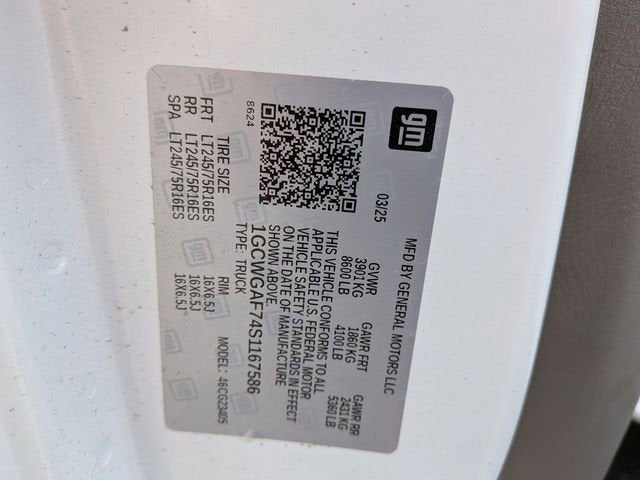 gm
MFD BY GENERAL MOTORS LLC
03/25 GVWR GAWR FRT GAWR RR
3901 KG 1860 KG 2431 KG
8600 LB 4100 LB 5360 LB
THIS VEHICLE CONFORMS TO ALL
APPLICABLE U.S. FEDERAL MOTOR
VEHICLE SAFETY STANDARDS IN EFFECT
ON THE DATE OF MANUFACTURE
SHOWN ABOVE.
1GCWGAF74S1167586
TYPE: TRUCK
8624
TIRE SIZE RIM MODEL: 46CG23405
FRT LT245/75R16ES 16X6.5J
RR LT245/75R16ES 16X6.5J
SPA LT245/75R16ES 16X6.5J